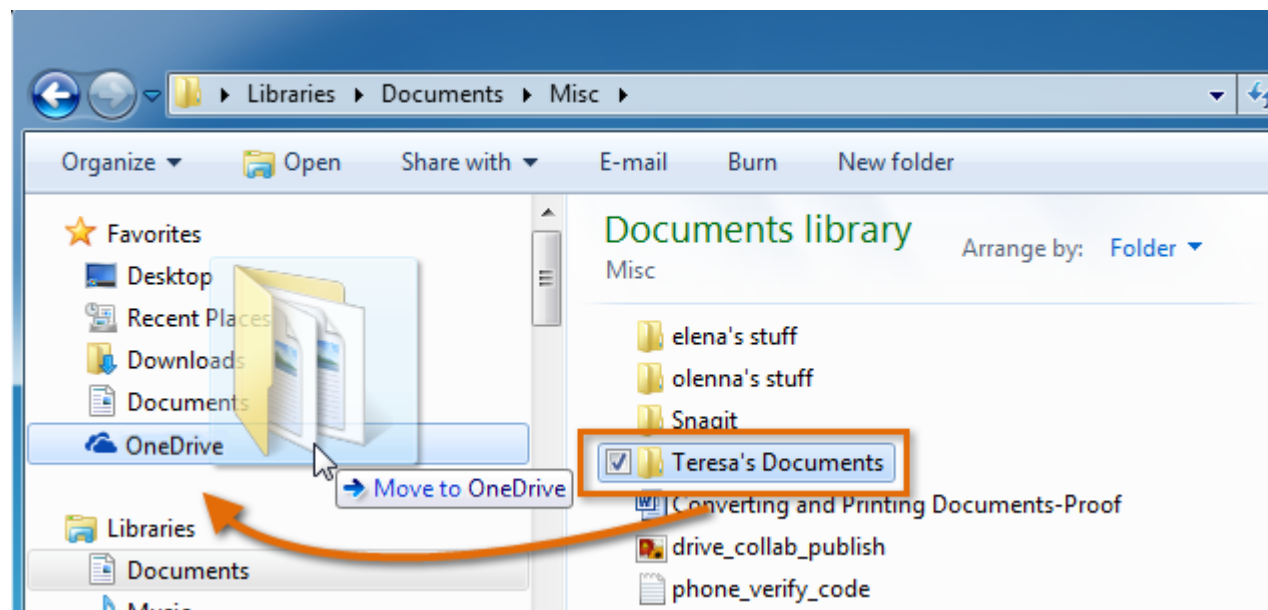 Libraries ▸ Documents ▸ Misc ▸
Organize Open Share with E-mail Burn New folder
Favorites
Desktop
Recent Places
Downloads
Documents
OneDrive
Move to OneDrive
Libraries
Documents
Music
Documents library
Misc
Arrange by: Folder
elena's stuff
olenna's stuff
Snagit
Teresa's Documents
Converting and Printing Documents-Proof
drive_collab_publish
phone_verify_code